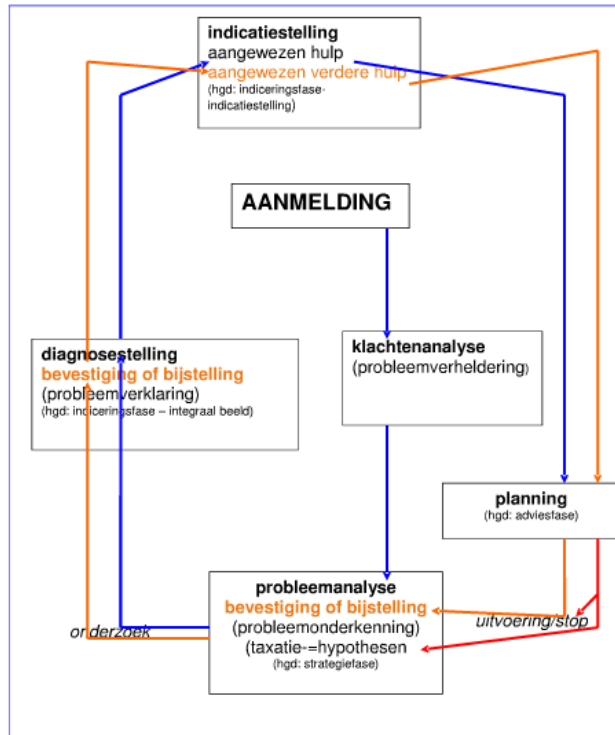 indicatiestelling
aangewezen hulp
aangewezen verdere hulp
(hgd: indiceringsfase-
indicatiestelling)
AANMELDING
diagnosestelling
bevestiging of bijstelling
(probleemverklaring)
(hgd: indiceringsfase – integraal beeld)
klachtenanalyse
(probleemverheldering)
planning
(hgd: adviesfase)
probleemanalyse
bevestiging of bijstelling
(probleemonderkenning)
(taxatie-=hypothesen
(hgd: strategiefase)
onderzoek
uitvoering/stop